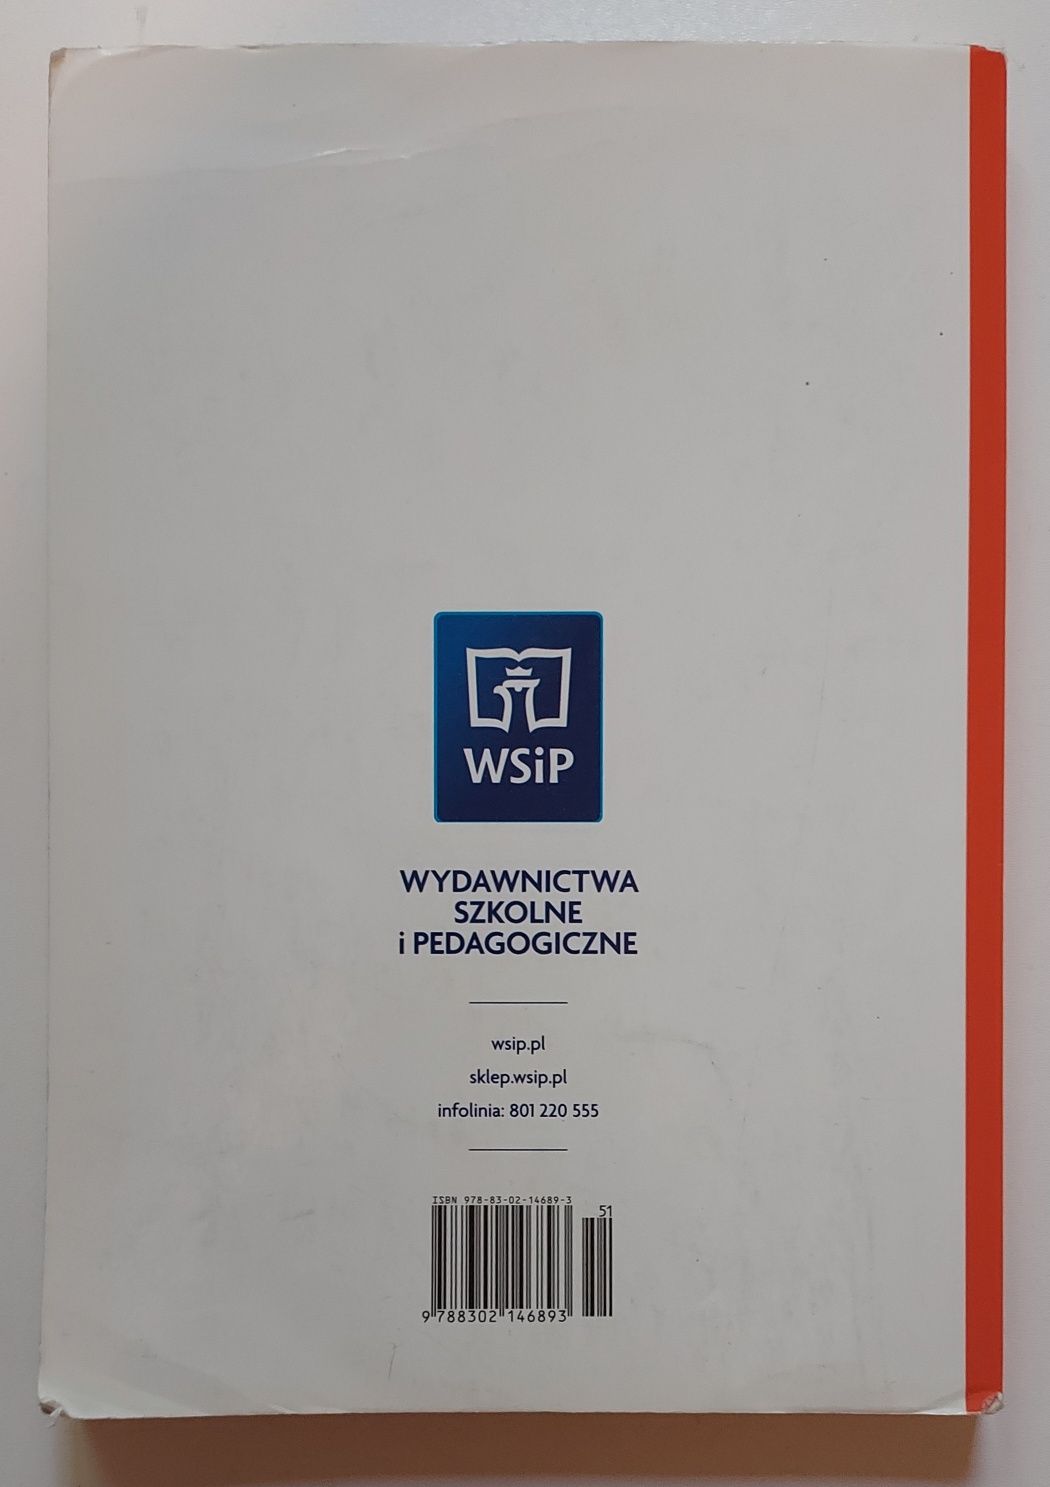 WSiP
WYDAWNICTWA
SZKOLNE
i PEDAGOGICZNE
wsip.pl
sklep.wsip.pl
infolinia: 801 220 555
ISBN 978-83-02-14689-3
51
9 788302 146893